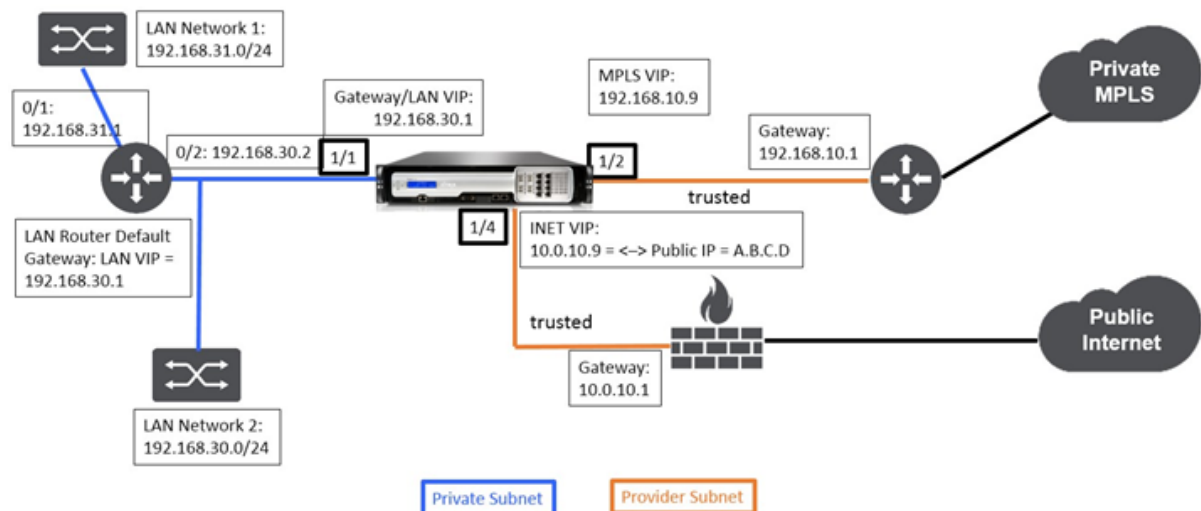 LAN Network 1:
192.168.31.0/24
0/1:
192.168.31.1
0/2: 192.168.30.2
1/1
Gateway/LAN VIP:
192.168.30.1
MPLS VIP:
192.168.10.9
1/2
Gateway:
192.168.10.1
trusted
Private
MPLS
LAN Router Default
Gateway: LAN VIP =
192.168.30.1
1/4
INET VIP:
10.0.10.9 = <–> Public IP = A.B.C.D
trusted
Gateway:
10.0.10.1
Public
Internet
LAN Network 2:
192.168.30.0/24
Private Subnet
Provider Subnet